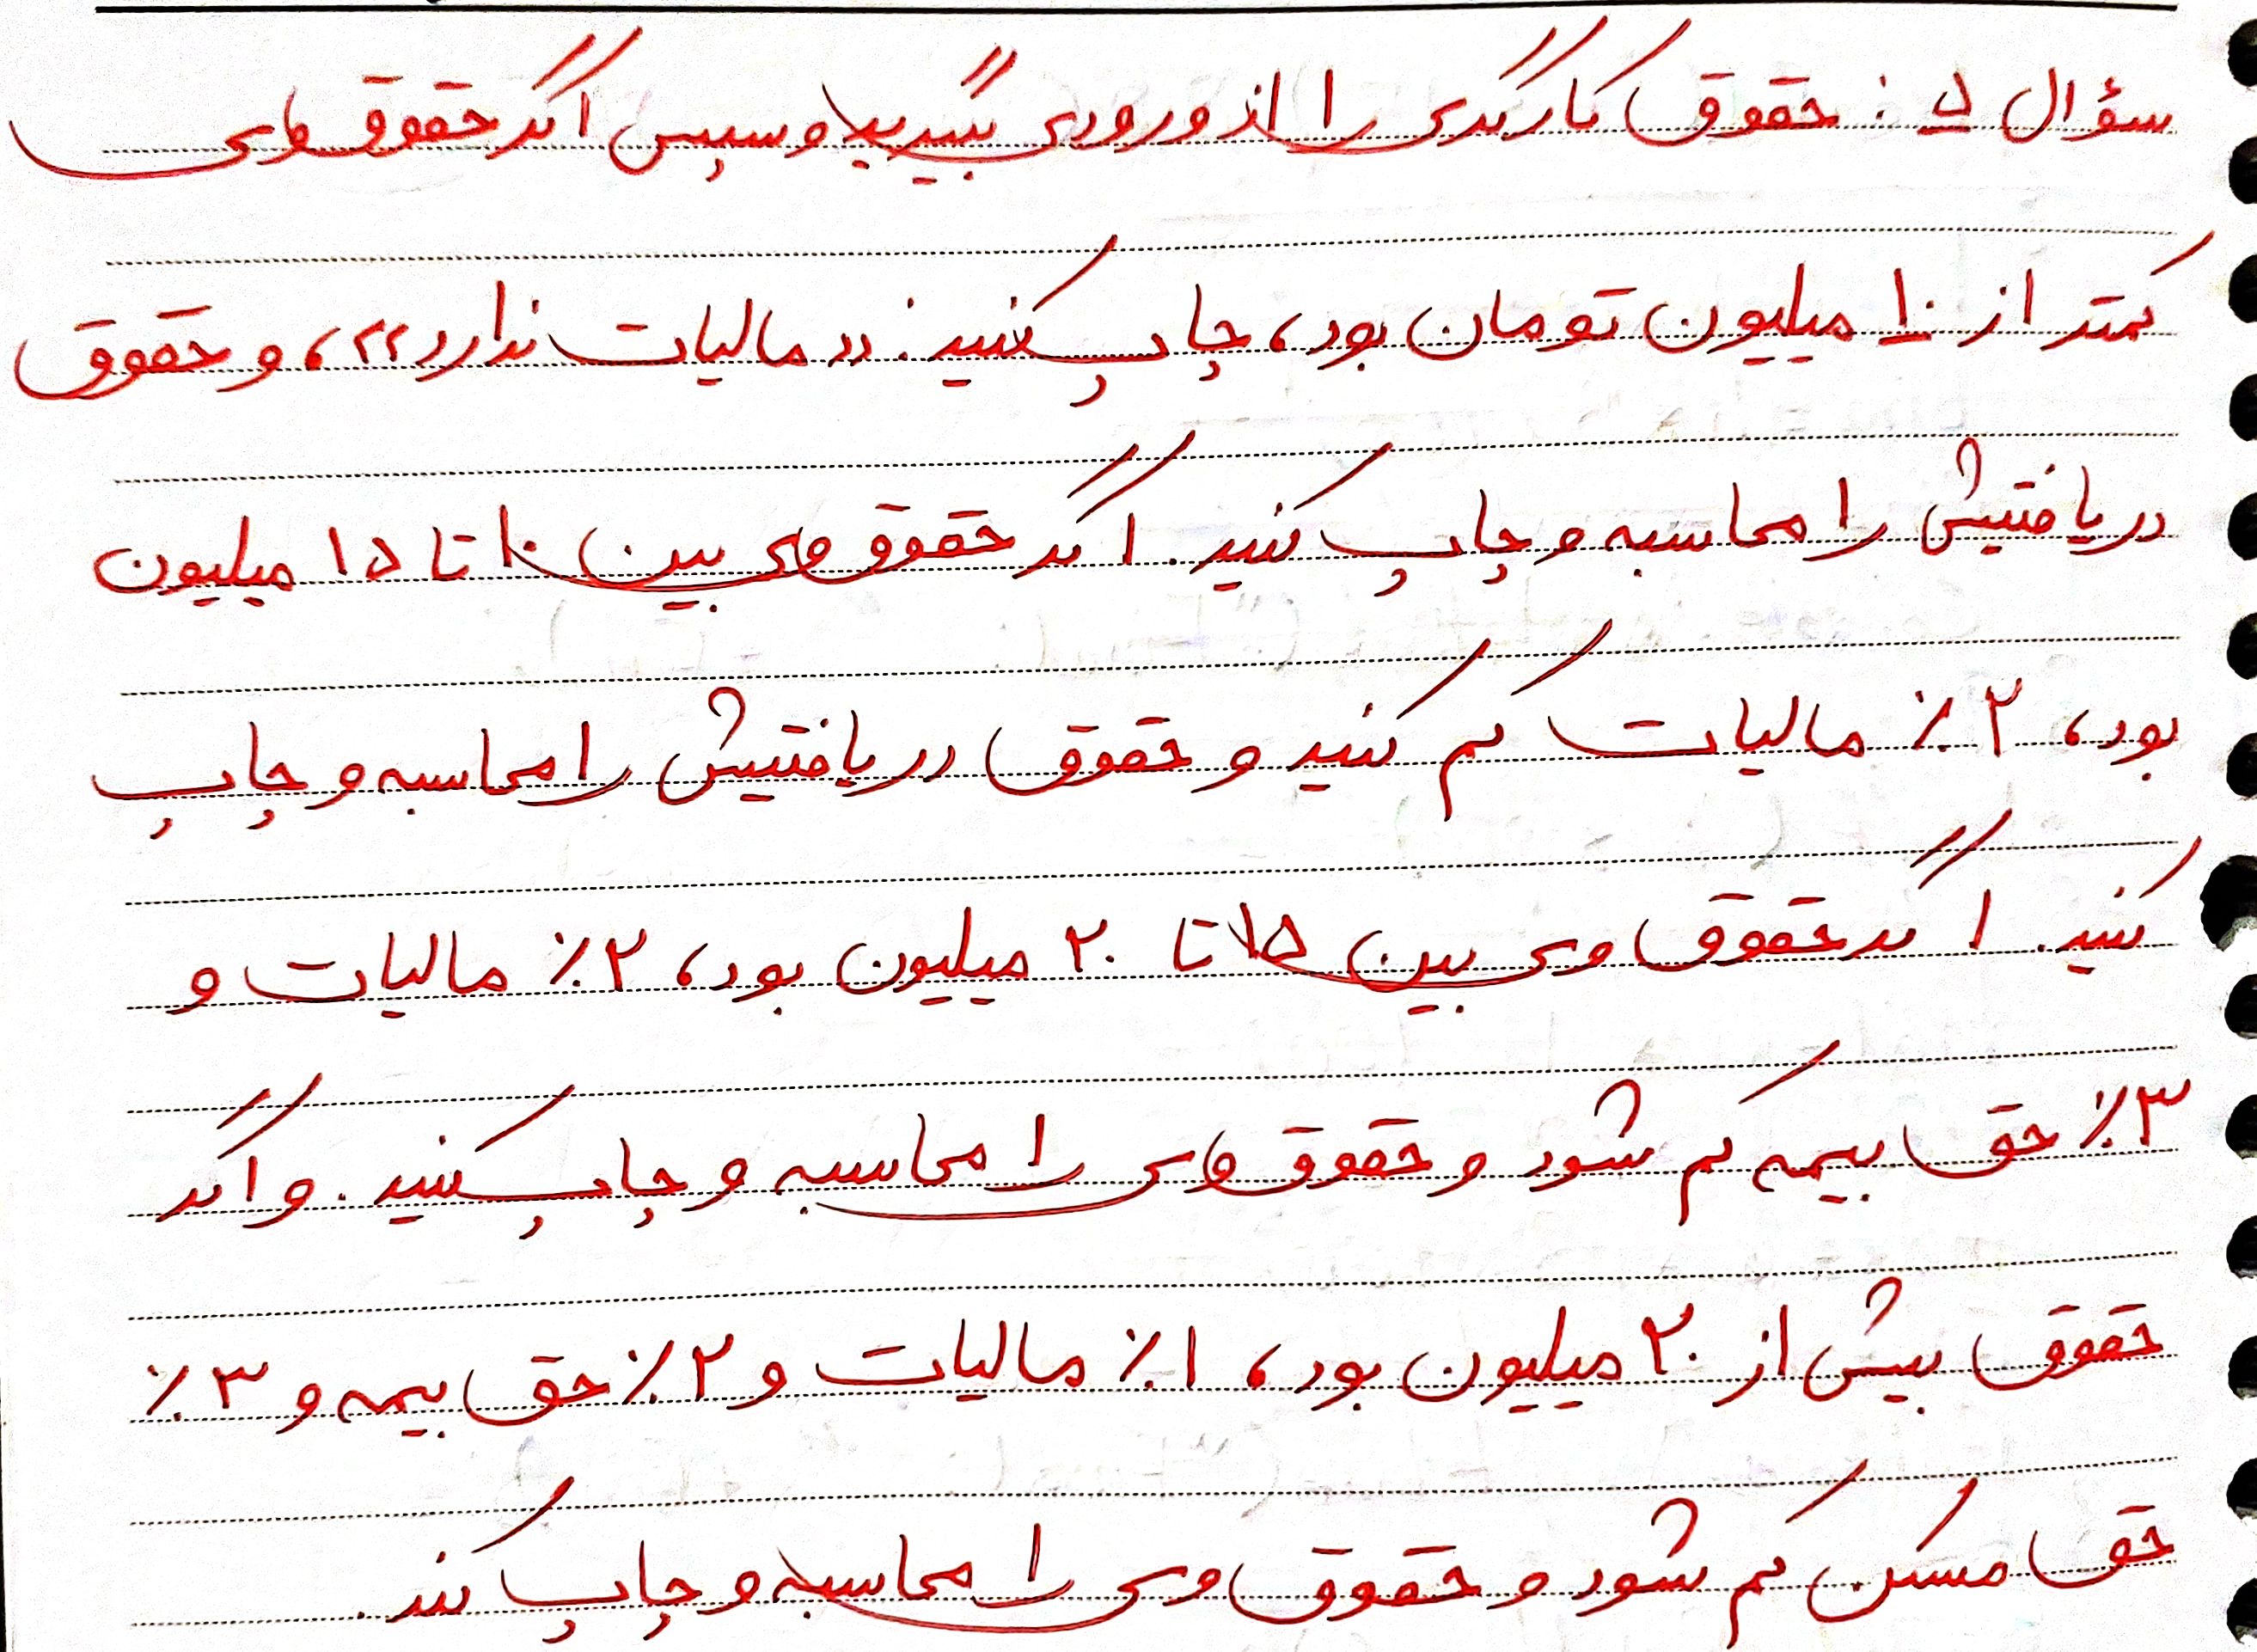 سؤال ۵ : حقوق کارگری را از ورودی بگیرید و سپس اگر حقوق وی
کمتر از ۱۰ میلیون تومان بود، چاپ کنید: «مالیات ندارد»، و حقوق
دریافتیش را محاسبه و چاپ کنید. اگر حقوق وی بین ۱۰ تا ۱۵ میلیون
بود، ۲٪ مالیات کم کنید و حقوق دریافتیش را محاسبه و چاپ
کنید. اگر حقوق وی بین ۱۵ تا ۲۰ میلیون بود، ۲٪ مالیات و
۳٪ حق بیمه کم شود و حقوق وی را محاسبه و چاپ کنید. و اگر
حقوق بیش از ۲۰ میلیون بود، ۱٪ مالیات و ۲٪ حق بیمه و ۳٪
حق مسکن کم شود و حقوق وی را محاسبه و چاپ کند.